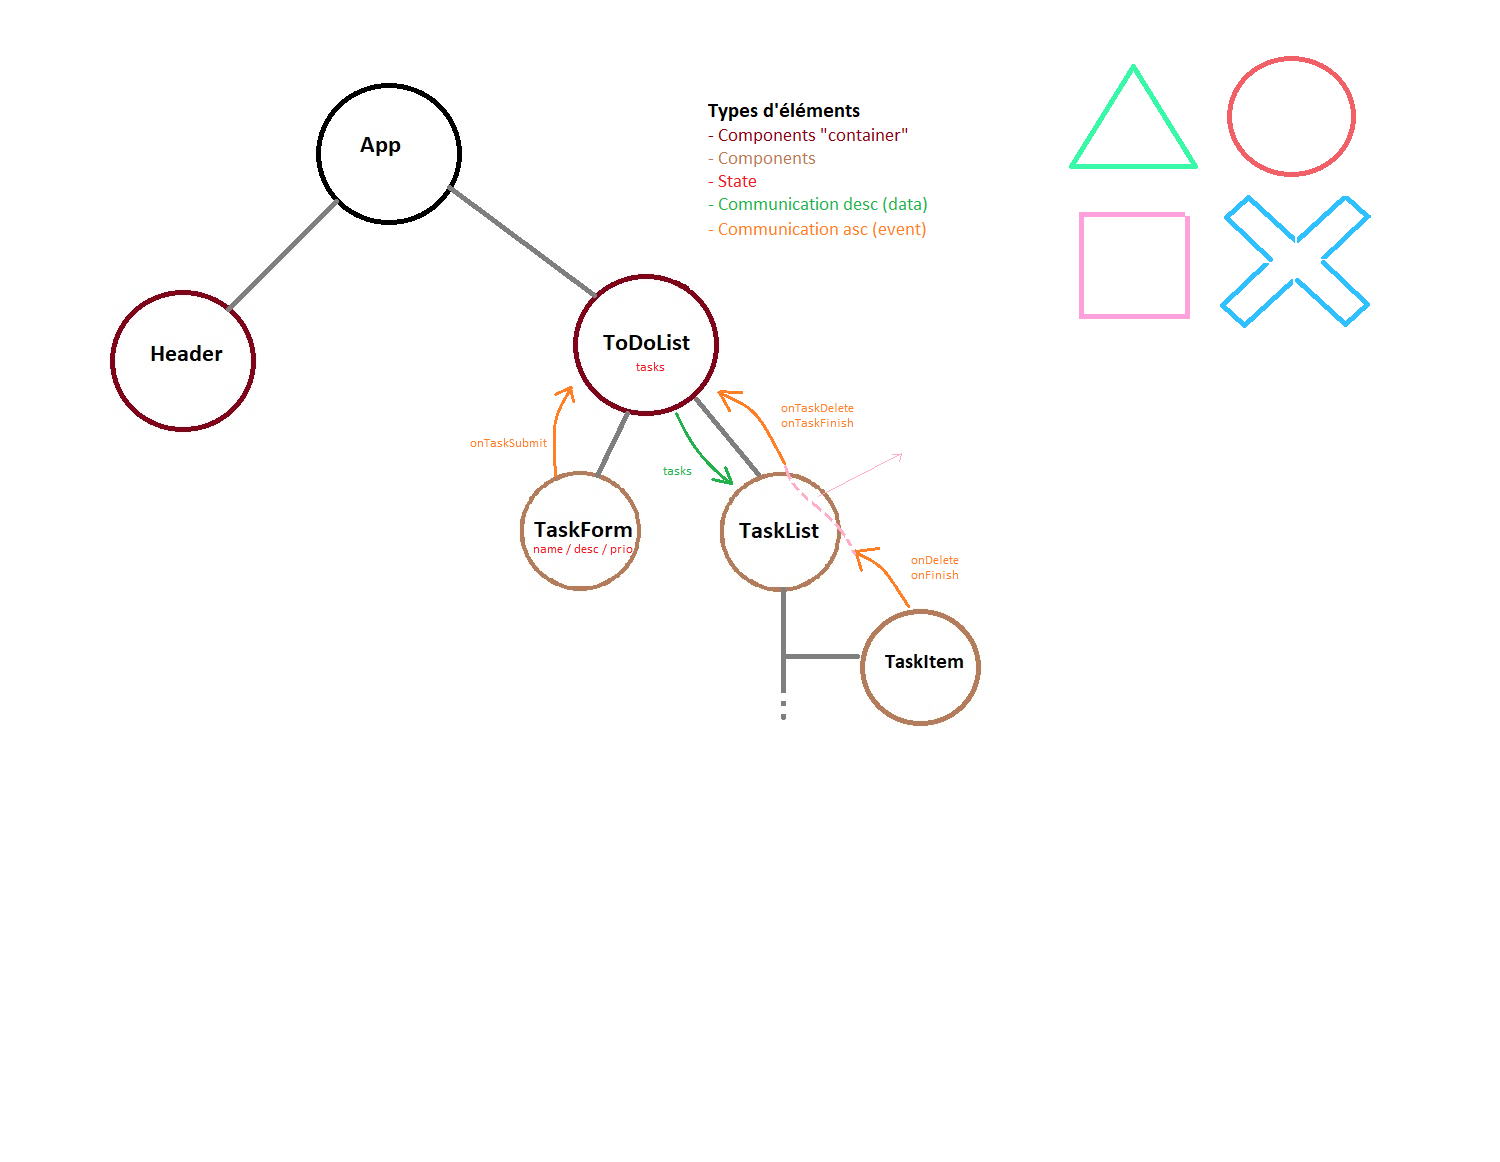 App
Types d'éléments
- Components "container"
- Components
- State
- Communication desc (data)
- Communication asc (event)
Header
ToDoList
tasks
onTaskSubmit
tasks
onTaskDelete
onTaskFinish
TaskForm
name / desc / prio
TaskList
onDelete
onFinish
TaskItem